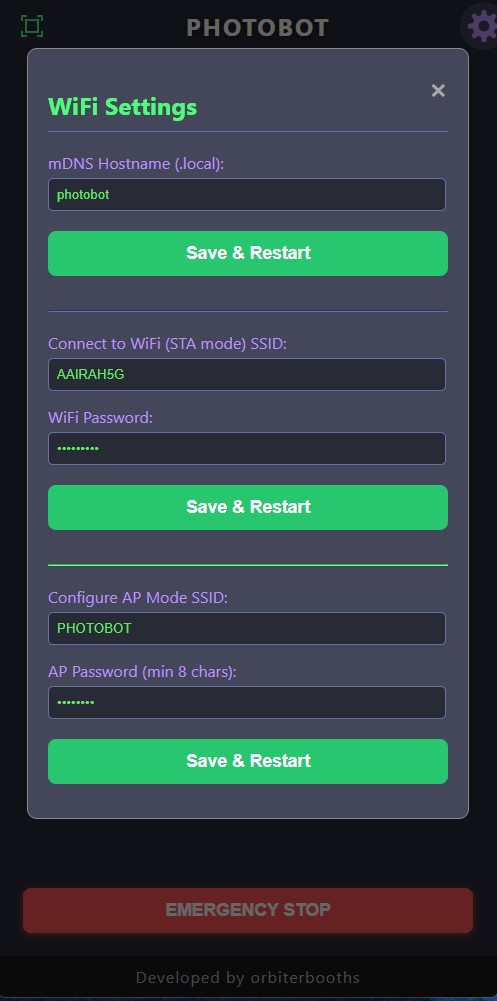 PHOTOBOT
×
WiFi Settings
mDNS Hostname (.local):
photobot
Save & Restart
Connect to WiFi (STA mode) SSID:
AAIRAH5G
WiFi Password:
•••••••••
Save & Restart
Configure AP Mode SSID:
PHOTOBOT
AP Password (min 8 chars):
••••••••
Save & Restart
EMERGENCY STOP
Developed by orbiterbooths